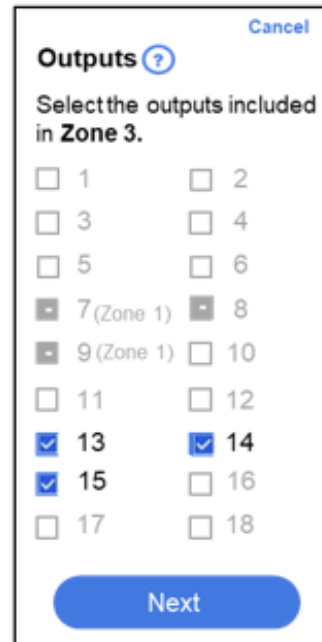 Cancel
Outputs ?
Select the outputs included
in Zone 3.
1 2
3 4
5 6
7 (Zone 1) 8
9 (Zone 1) 10
11 12
13 14
15 16
17 18
Next